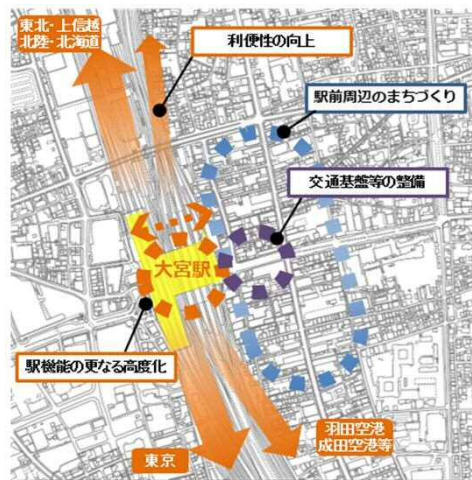 東北・上信越
北陸・北海道
利便性の向上
駅前周辺のまちづくり
交通基盤等の整備
大宮駅
駅機能の更なる高度化
東京
羽田空港
成田空港等